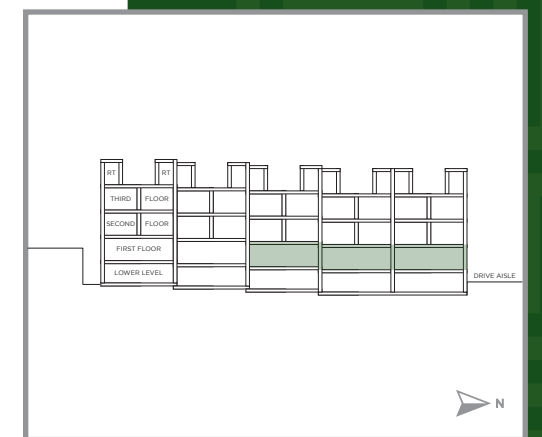 RT RT
THIRD FLOOR
SECOND FLOOR
FIRST FLOOR
LOWER LEVEL
DRIVE AISLE
N